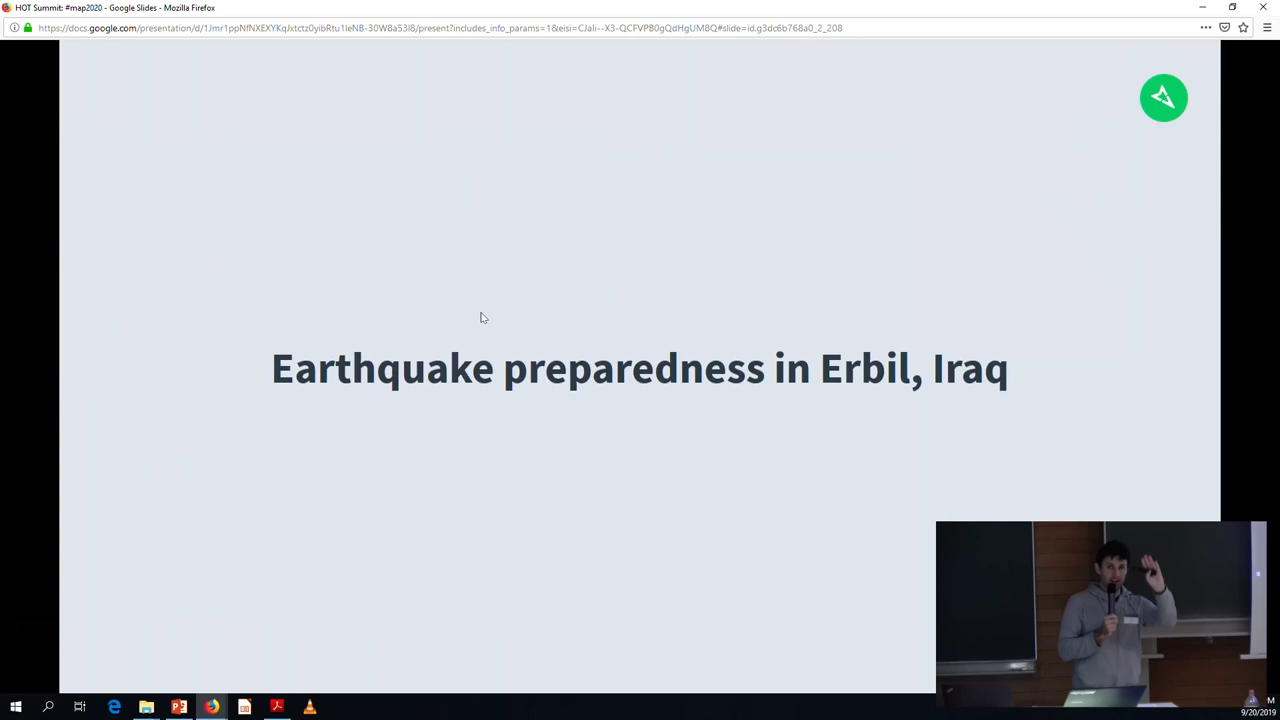 HOT Summit: #map2020 - Google Slides - Mozilla Firefox
https://docs.google.com/presentation/d/1Jmr1ppNfNXEXYKqJxtctz0yibRtu1IeNB-30W8a53I8/present?includes_info_params=1&eisi=CJali--X3-QCFVPB0gQdHgUM8Q#slide=id.g3dc6b768a0_2_208
Earthquake preparedness in Erbil, Iraq
M
9/20/2019